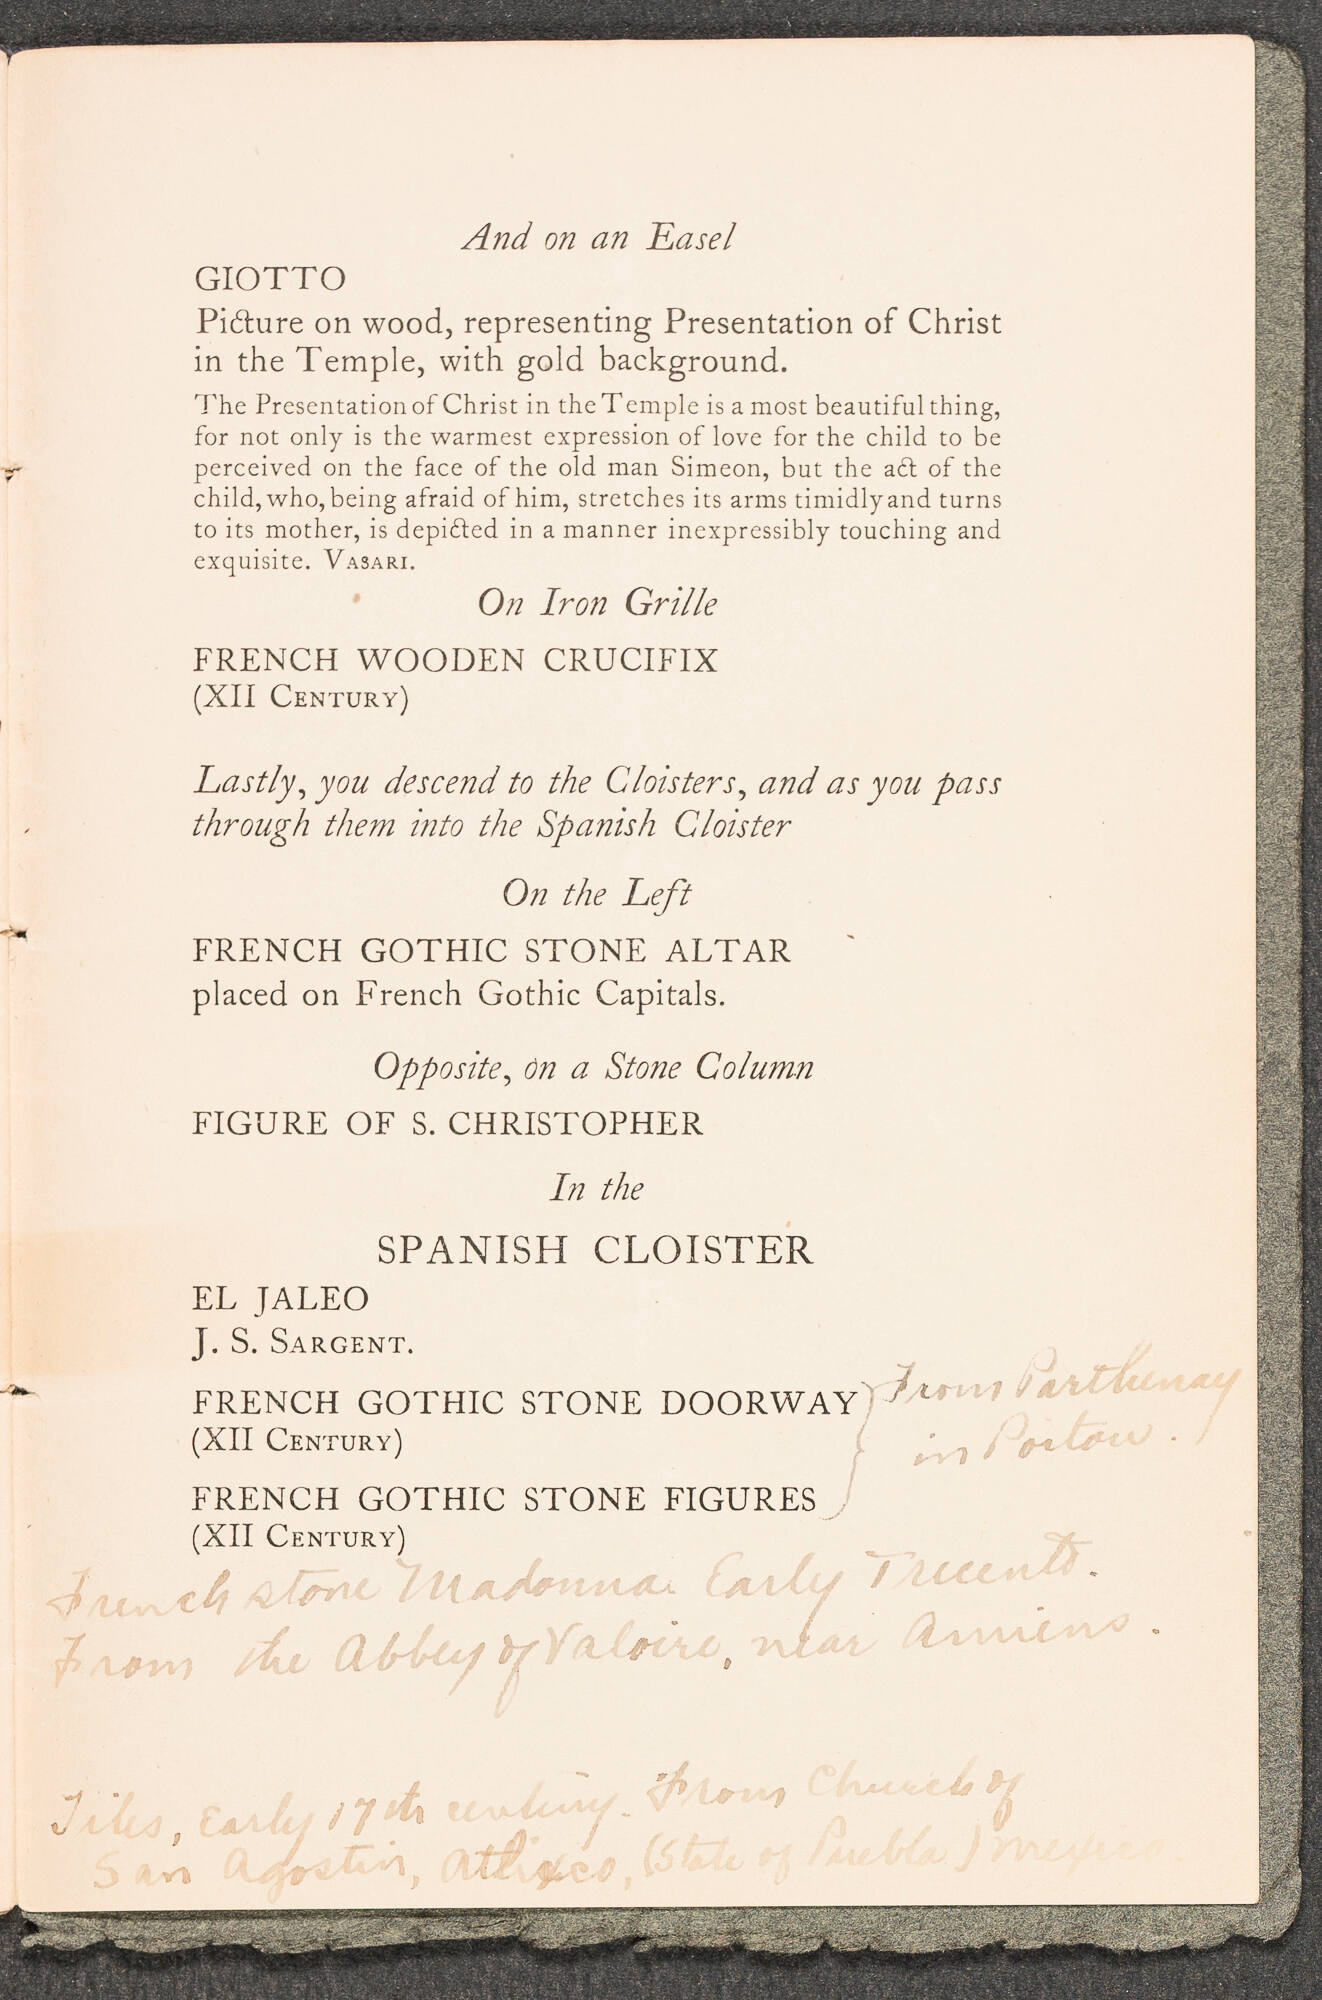 And on an Easel
GIOTTO
Picture on wood, representing Presentation of Christ
in the Temple, with gold background.
The Presentation of Christ in the Temple is a most beautiful thing,
for not only is the warmest expression of love for the child to be
perceived on the face of the old man Simeon, but the act of the
child, who, being afraid of him, stretches its arms timidly and turns
to its mother, is depicted in a manner inexpressibly touching and
exquisite. VASARI.
On Iron Grille
FRENCH WOODEN CRUCIFIX
(XII CENTURY)
Lastly, you descend to the Cloisters, and as you pass
through them into the Spanish Cloister
On the Left
FRENCH GOTHIC STONE ALTAR
placed on French Gothic Capitals.
Opposite, on a Stone Column
FIGURE OF S. CHRISTOPHER
In the
SPANISH CLOISTER
EL JALEO
J. S. SARGENT.
FRENCH GOTHIC STONE DOORWAY
(XII CENTURY)
FRENCH GOTHIC STONE FIGURES
(XII CENTURY)
From Parthenay
in Poitou.
French stone Madonna. Early Trecento.
From the Abbey of Valoire, near Amiens.
Tiles, Early 17th century. From Church of
San Agostin, Atlixco, (State of Puebla) Mexico.